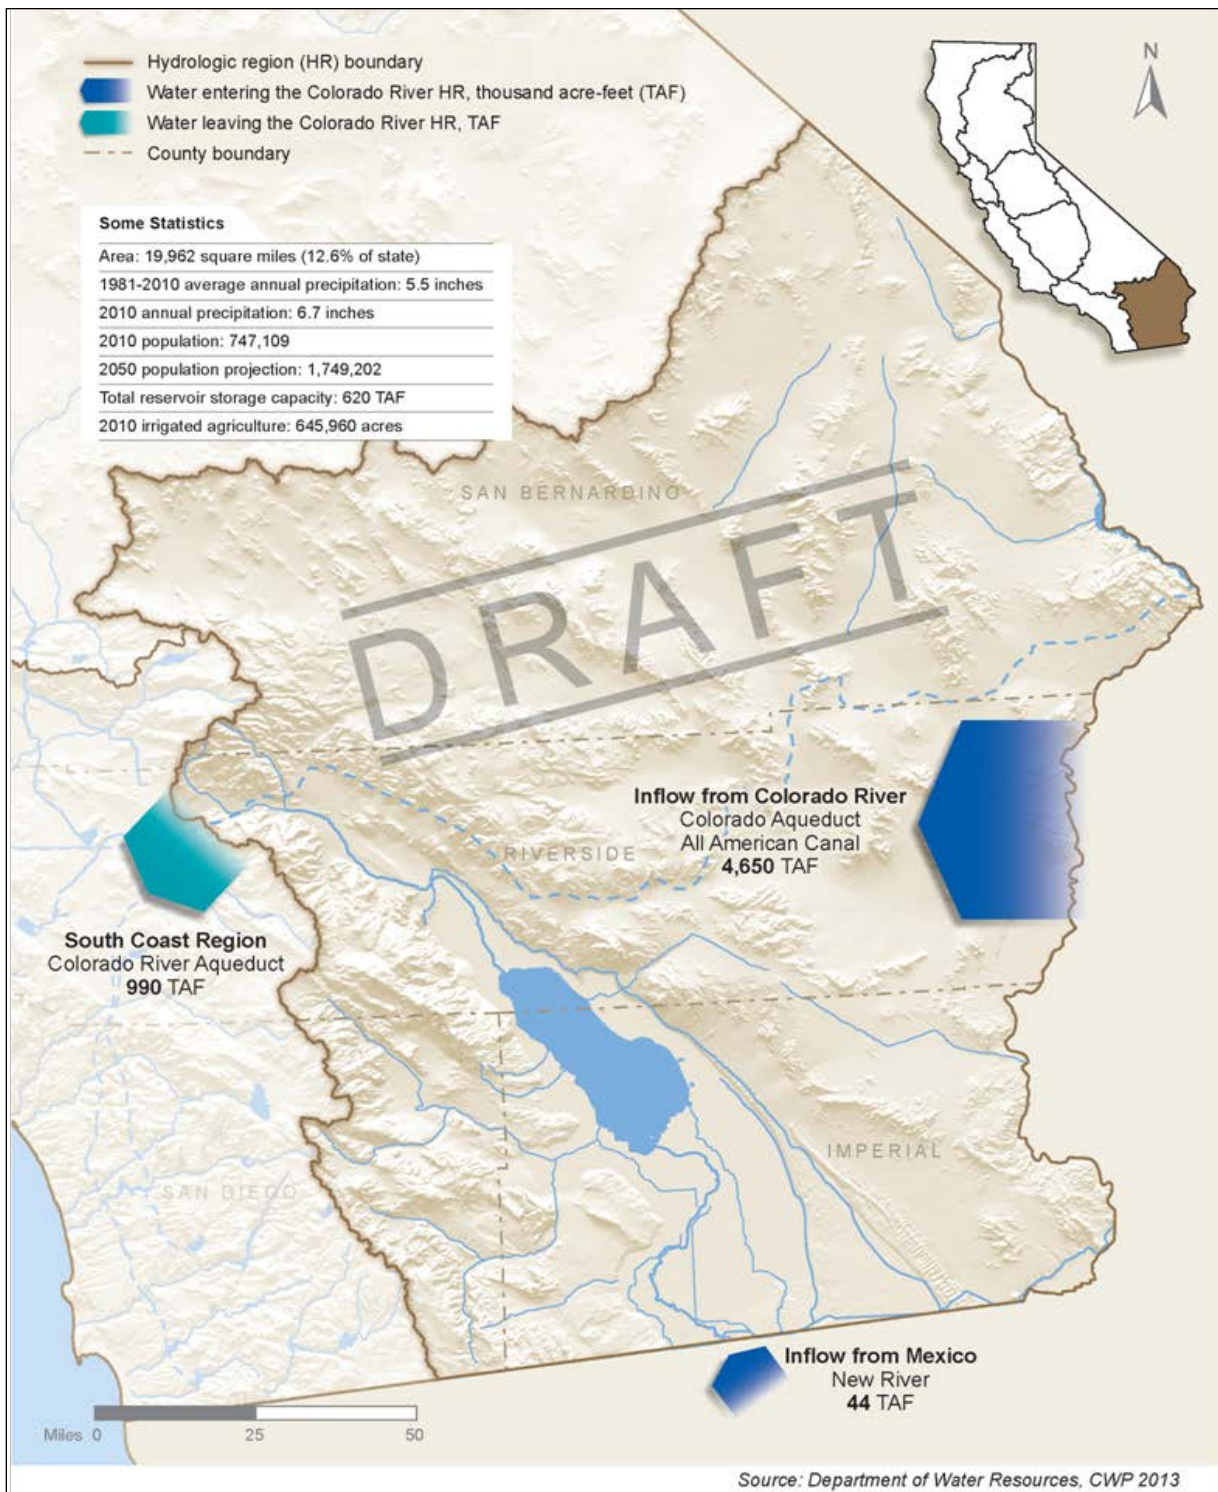 Hydrologic region (HR) boundary
Water entering the Colorado River HR, thousand acre-feet (TAF)
Water leaving the Colorado River HR, TAF
County boundary
N
Some Statistics
Area: 19,962 square miles (12.6% of state)
1981-2010 average annual precipitation: 5.5 inches
2010 annual precipitation: 6.7 inches
2010 population: 747,109
2050 population projection: 1,749,202
Total reservoir storage capacity: 620 TAF
2010 irrigated agriculture: 645,960 acres
SAN BERNARDINO
DRAFT
Inflow from Colorado River
Colorado Aqueduct
All American Canal
4,650 TAF
RIVERSIDE
South Coast Region
Colorado River Aqueduct
990 TAF
IMPERIAL
SAN DIEGO
Inflow from Mexico
New River
44 TAF
Miles 0 25 50
Source: Department of Water Resources, CWP 2013